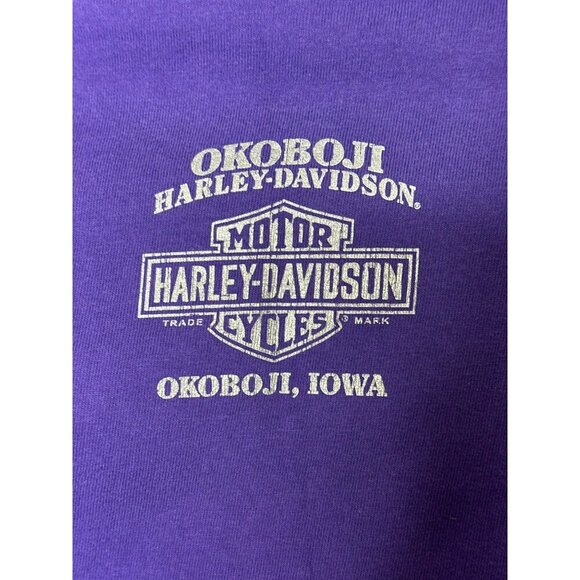 OKOBOJI
HARLEY-DAVIDSON®
MOTOR
HARLEY-DAVIDSON
TRADE CYCLES® MARK
OKOBOJI, IOWA